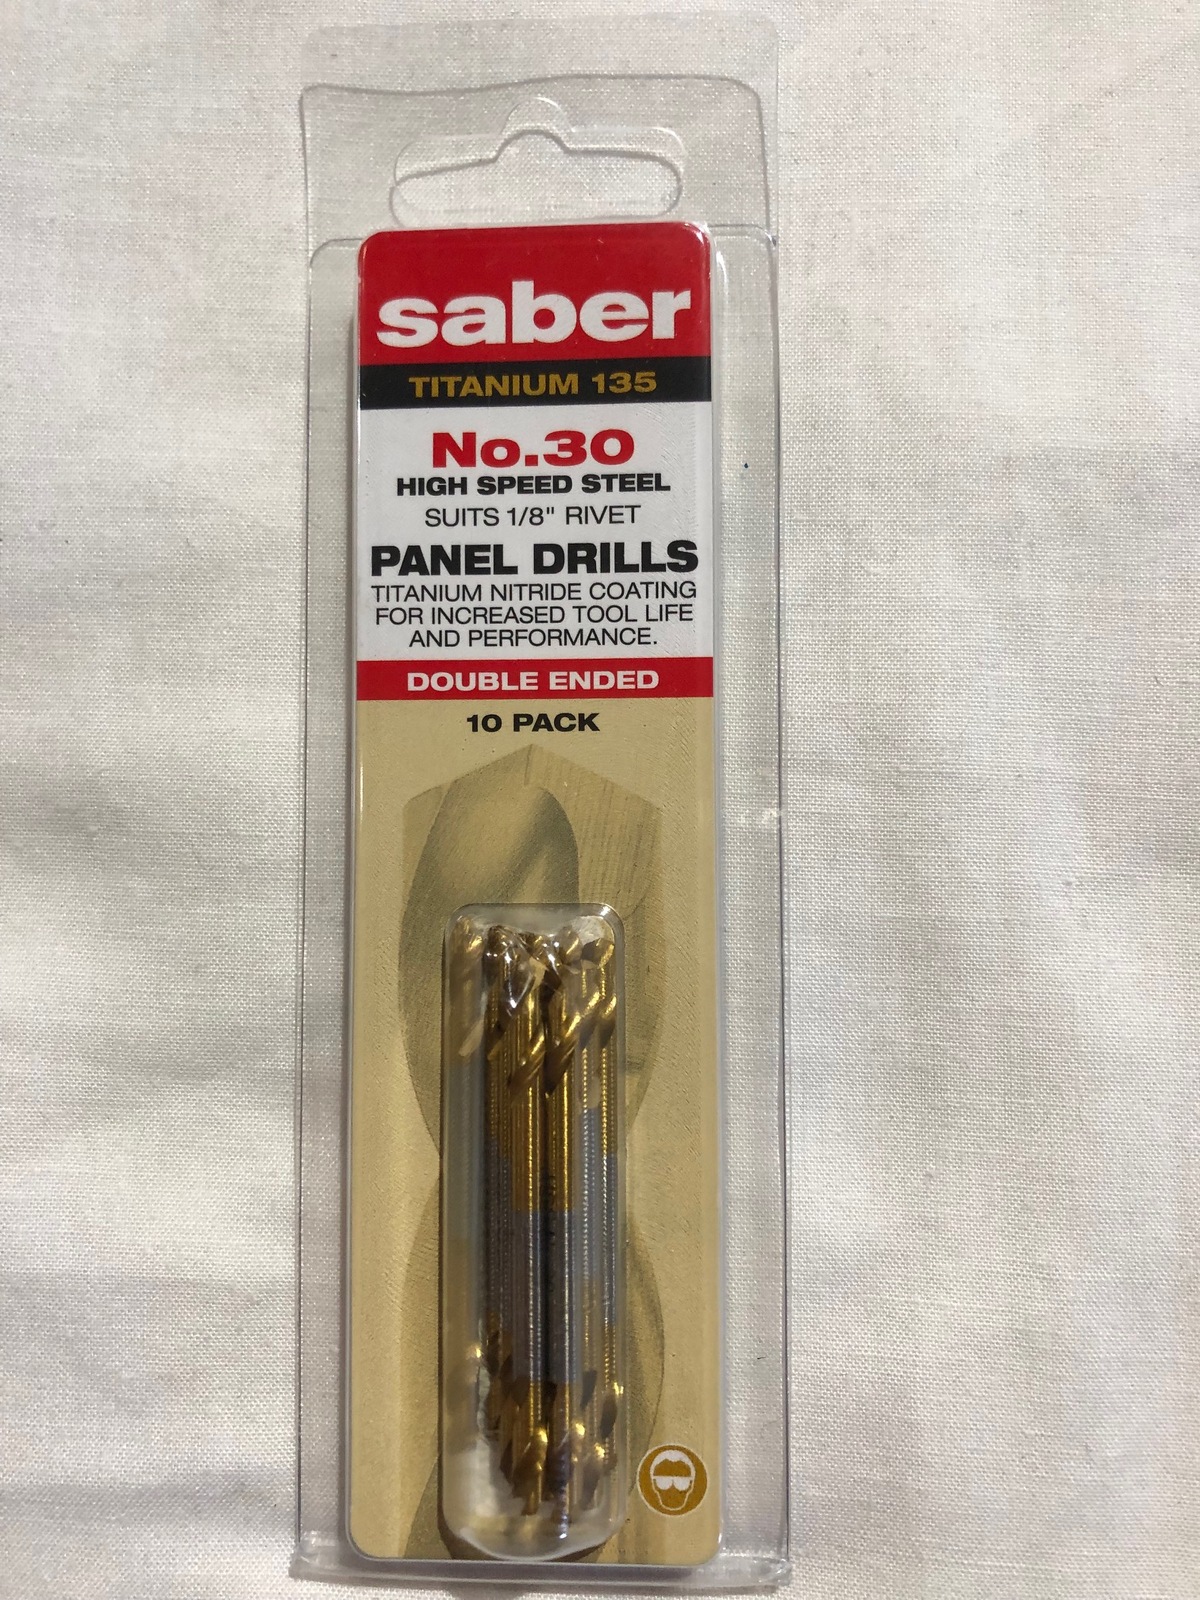 saber
TITANIUM 135
No.30
HIGH SPEED STEEL
SUITS 1/8" RIVET
PANEL DRILLS
TITANIUM NITRIDE COATING
FOR INCREASED TOOL LIFE
AND PERFORMANCE.
DOUBLE ENDED
10 PACK